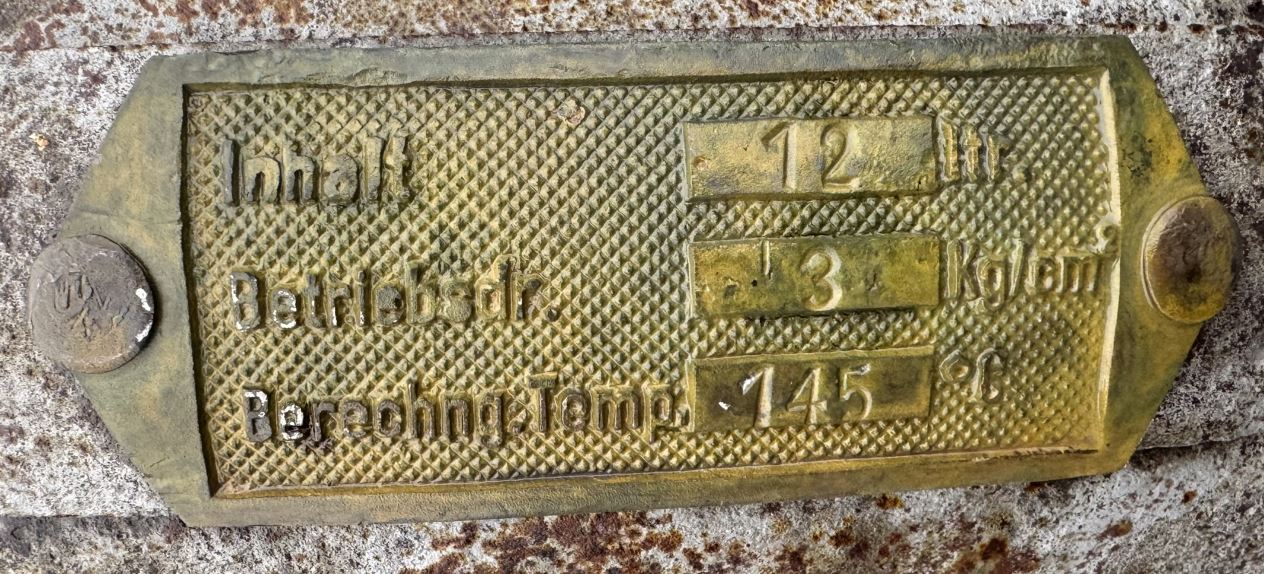 Inhalt 12 ltr.
Betriebsdr. 3 Kg/cm²
Berechng. Temp. 145 °C